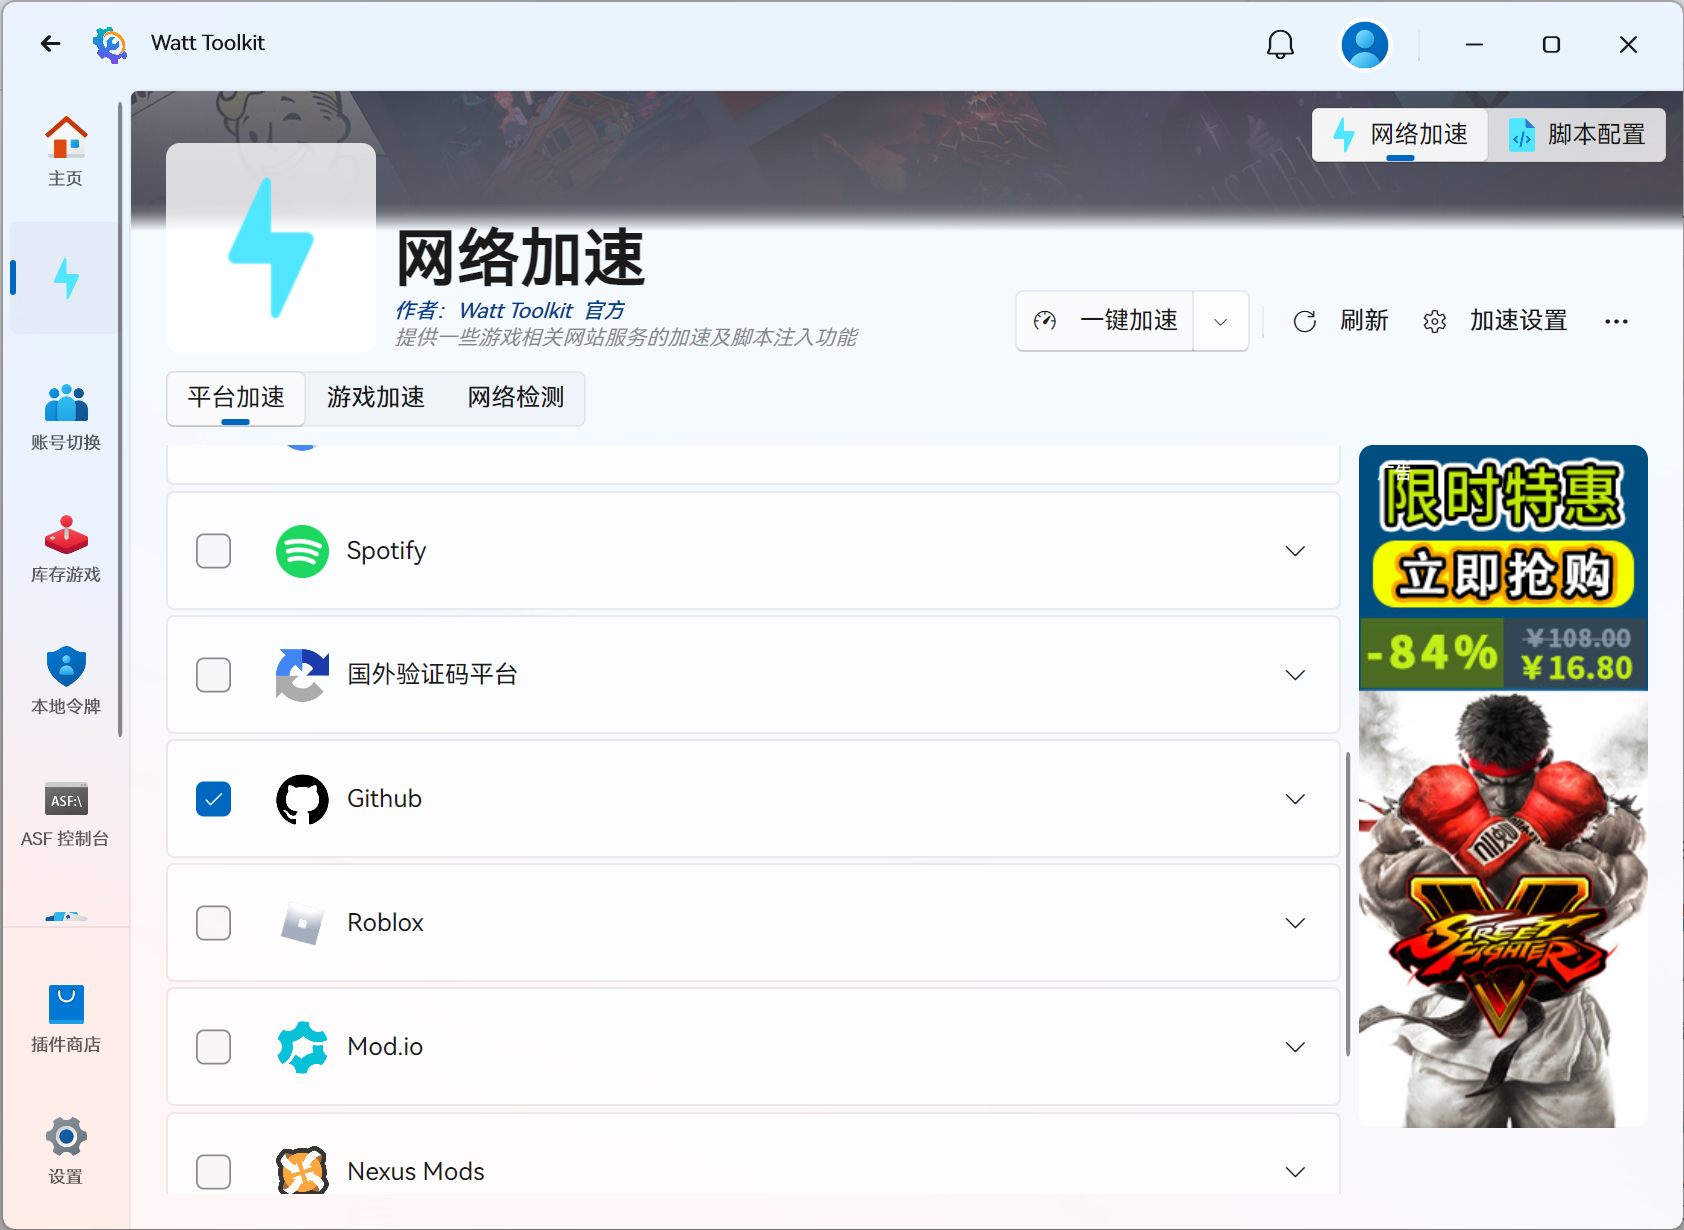 Watt Toolkit
主页
账号切换
库存游戏
本地令牌
ASF:\
ASF 控制台
插件商店
设置
网络加速
脚本配置
网络加速
作者: Watt Toolkit 官方
提供一些游戏相关网站服务的加速及脚本注入功能
一键加速
刷新
加速设置
平台加速
游戏加速
网络检测
Spotify
国外验证码平台
Github
Roblox
Mod.io
Nexus Mods
广告
限时特惠
立即抢购
-84%
¥108.00
¥16.80
STREET
FIGHTER
V